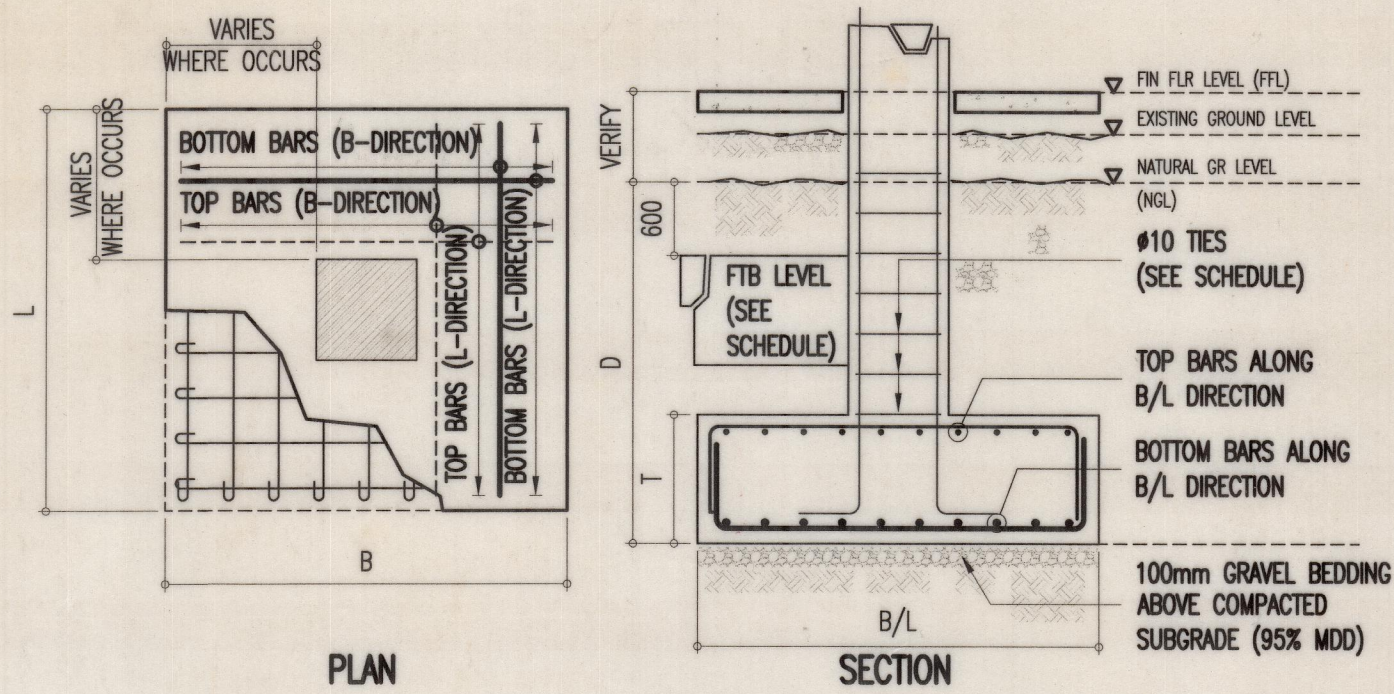 VARIES
WHERE OCCURS
VARIES
WHERE OCCURS
L
BOTTOM BARS (B-DIRECTION)
TOP BARS (B-DIRECTION)
TOP BARS (L-DIRECTION)
BOTTOM BARS (L-DIRECTION)
B
PLAN
VERIFY
600
D
T
FTB LEVEL
(SEE
SCHEDULE)
FIN FLR LEVEL (FFL)
EXISTING GROUND LEVEL
NATURAL GR LEVEL
(NGL)
ø10 TIES
(SEE SCHEDULE)
TOP BARS ALONG
B/L DIRECTION
BOTTOM BARS ALONG
B/L DIRECTION
100mm GRAVEL BEDDING
ABOVE COMPACTED
SUBGRADE (95% MDD)
B/L
SECTION